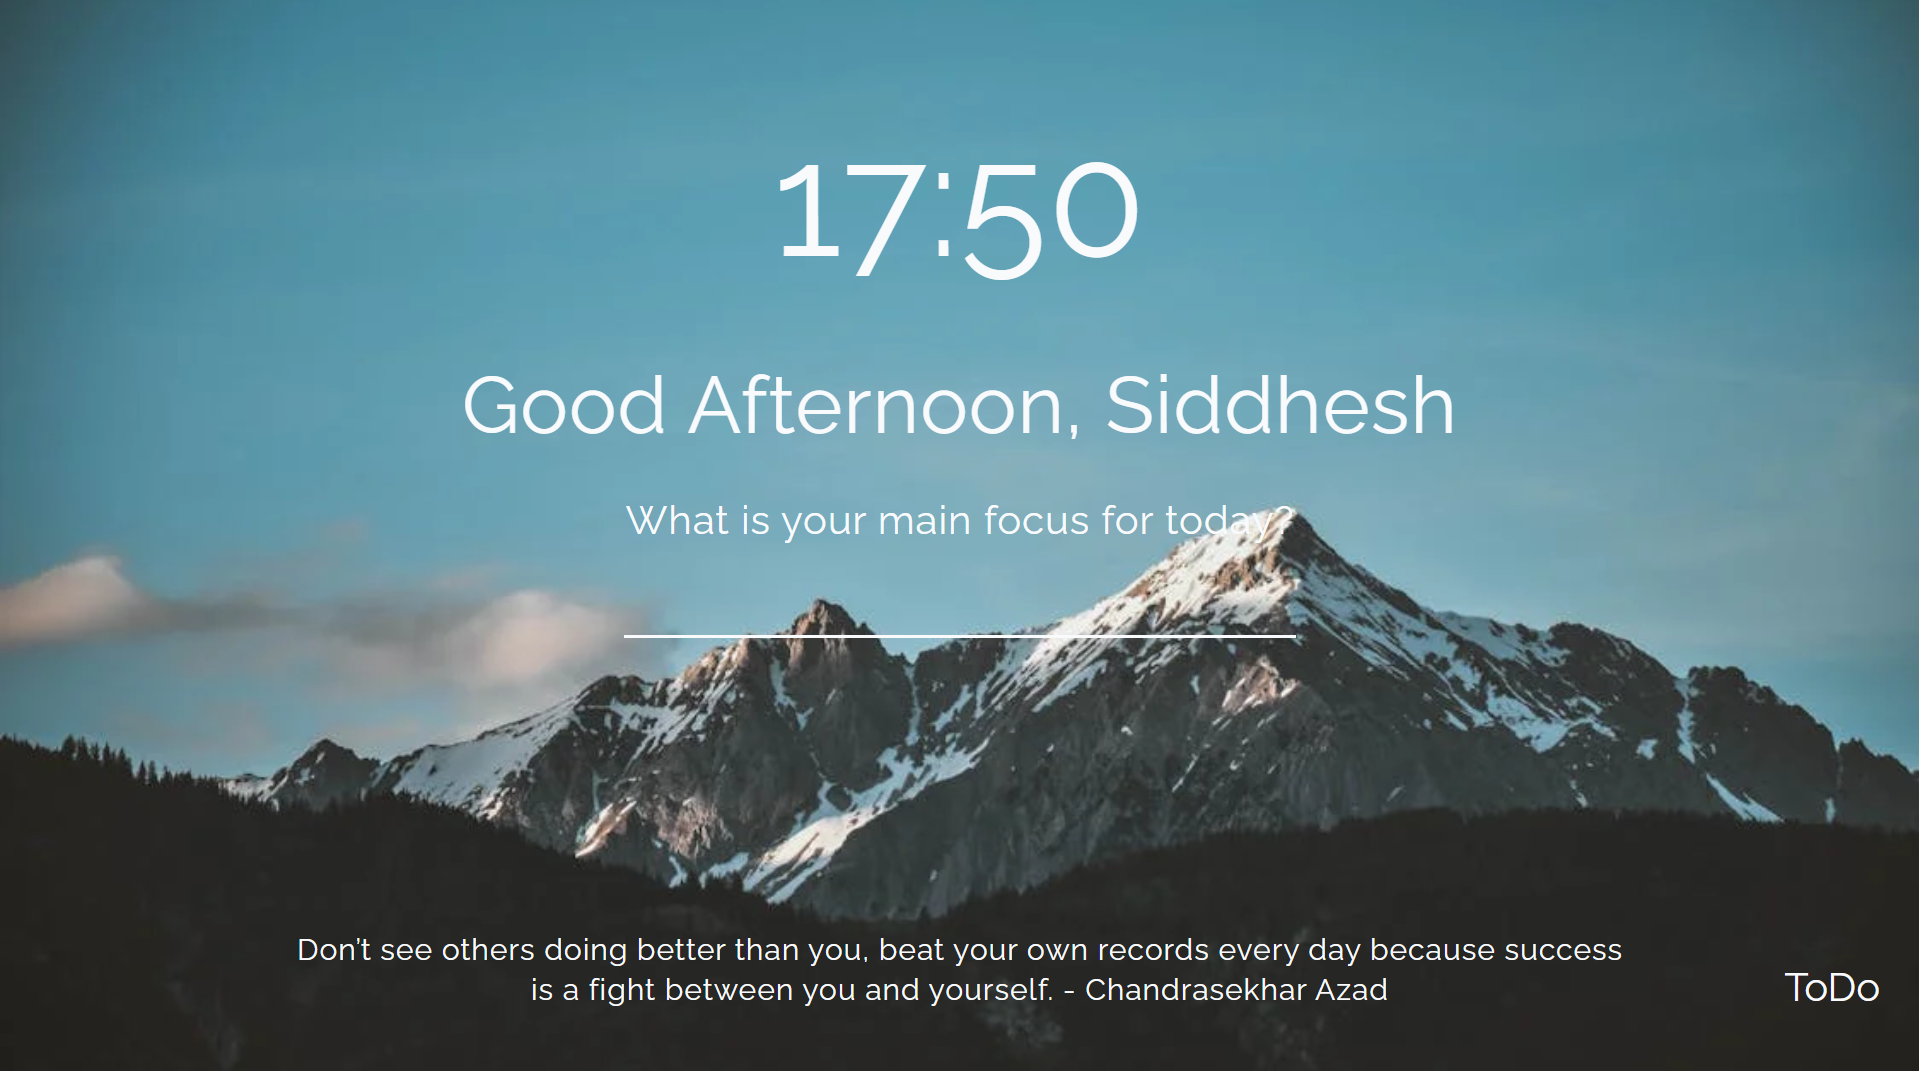 17:50
Good Afternoon, Siddhesh
What is your main focus for today?
Don’t see others doing better than you, beat your own records every day because success
is a fight between you and yourself. - Chandrasekhar Azad
ToDo